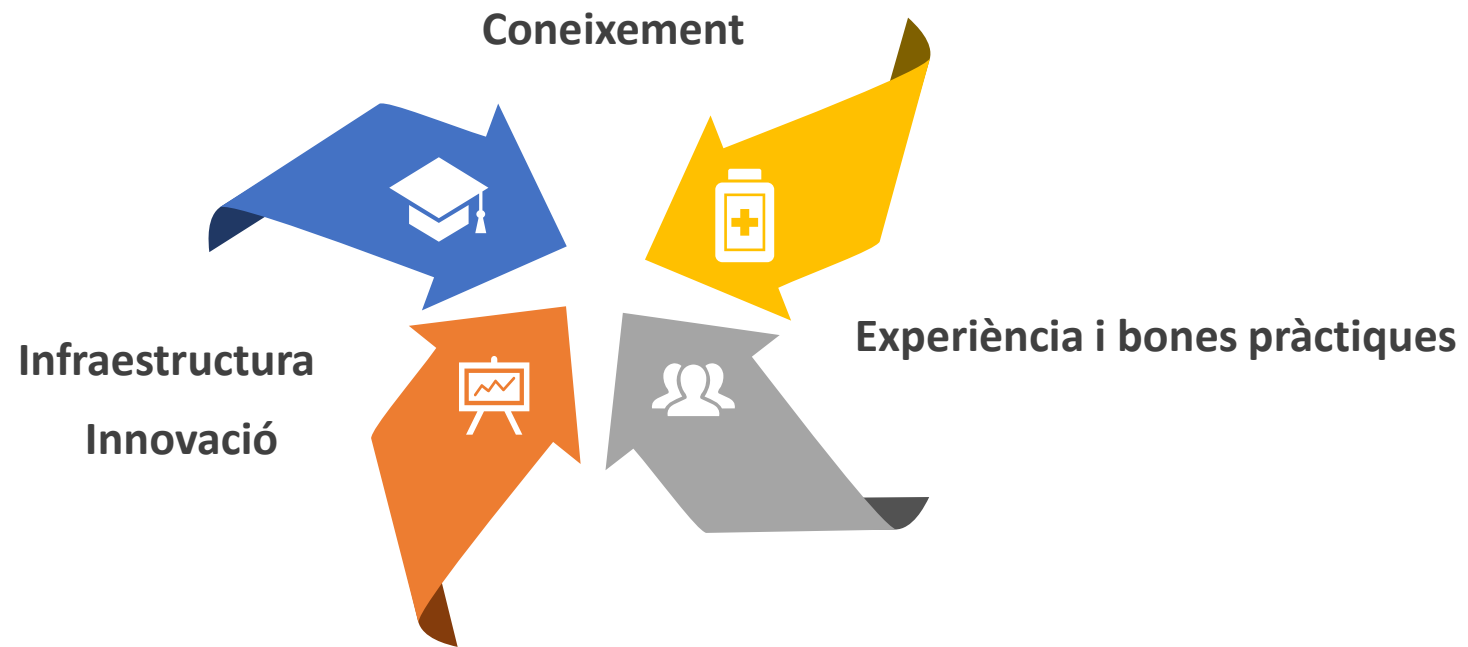 Coneixement
Experiència i bones pràctiques
Infraestructura
Innovació